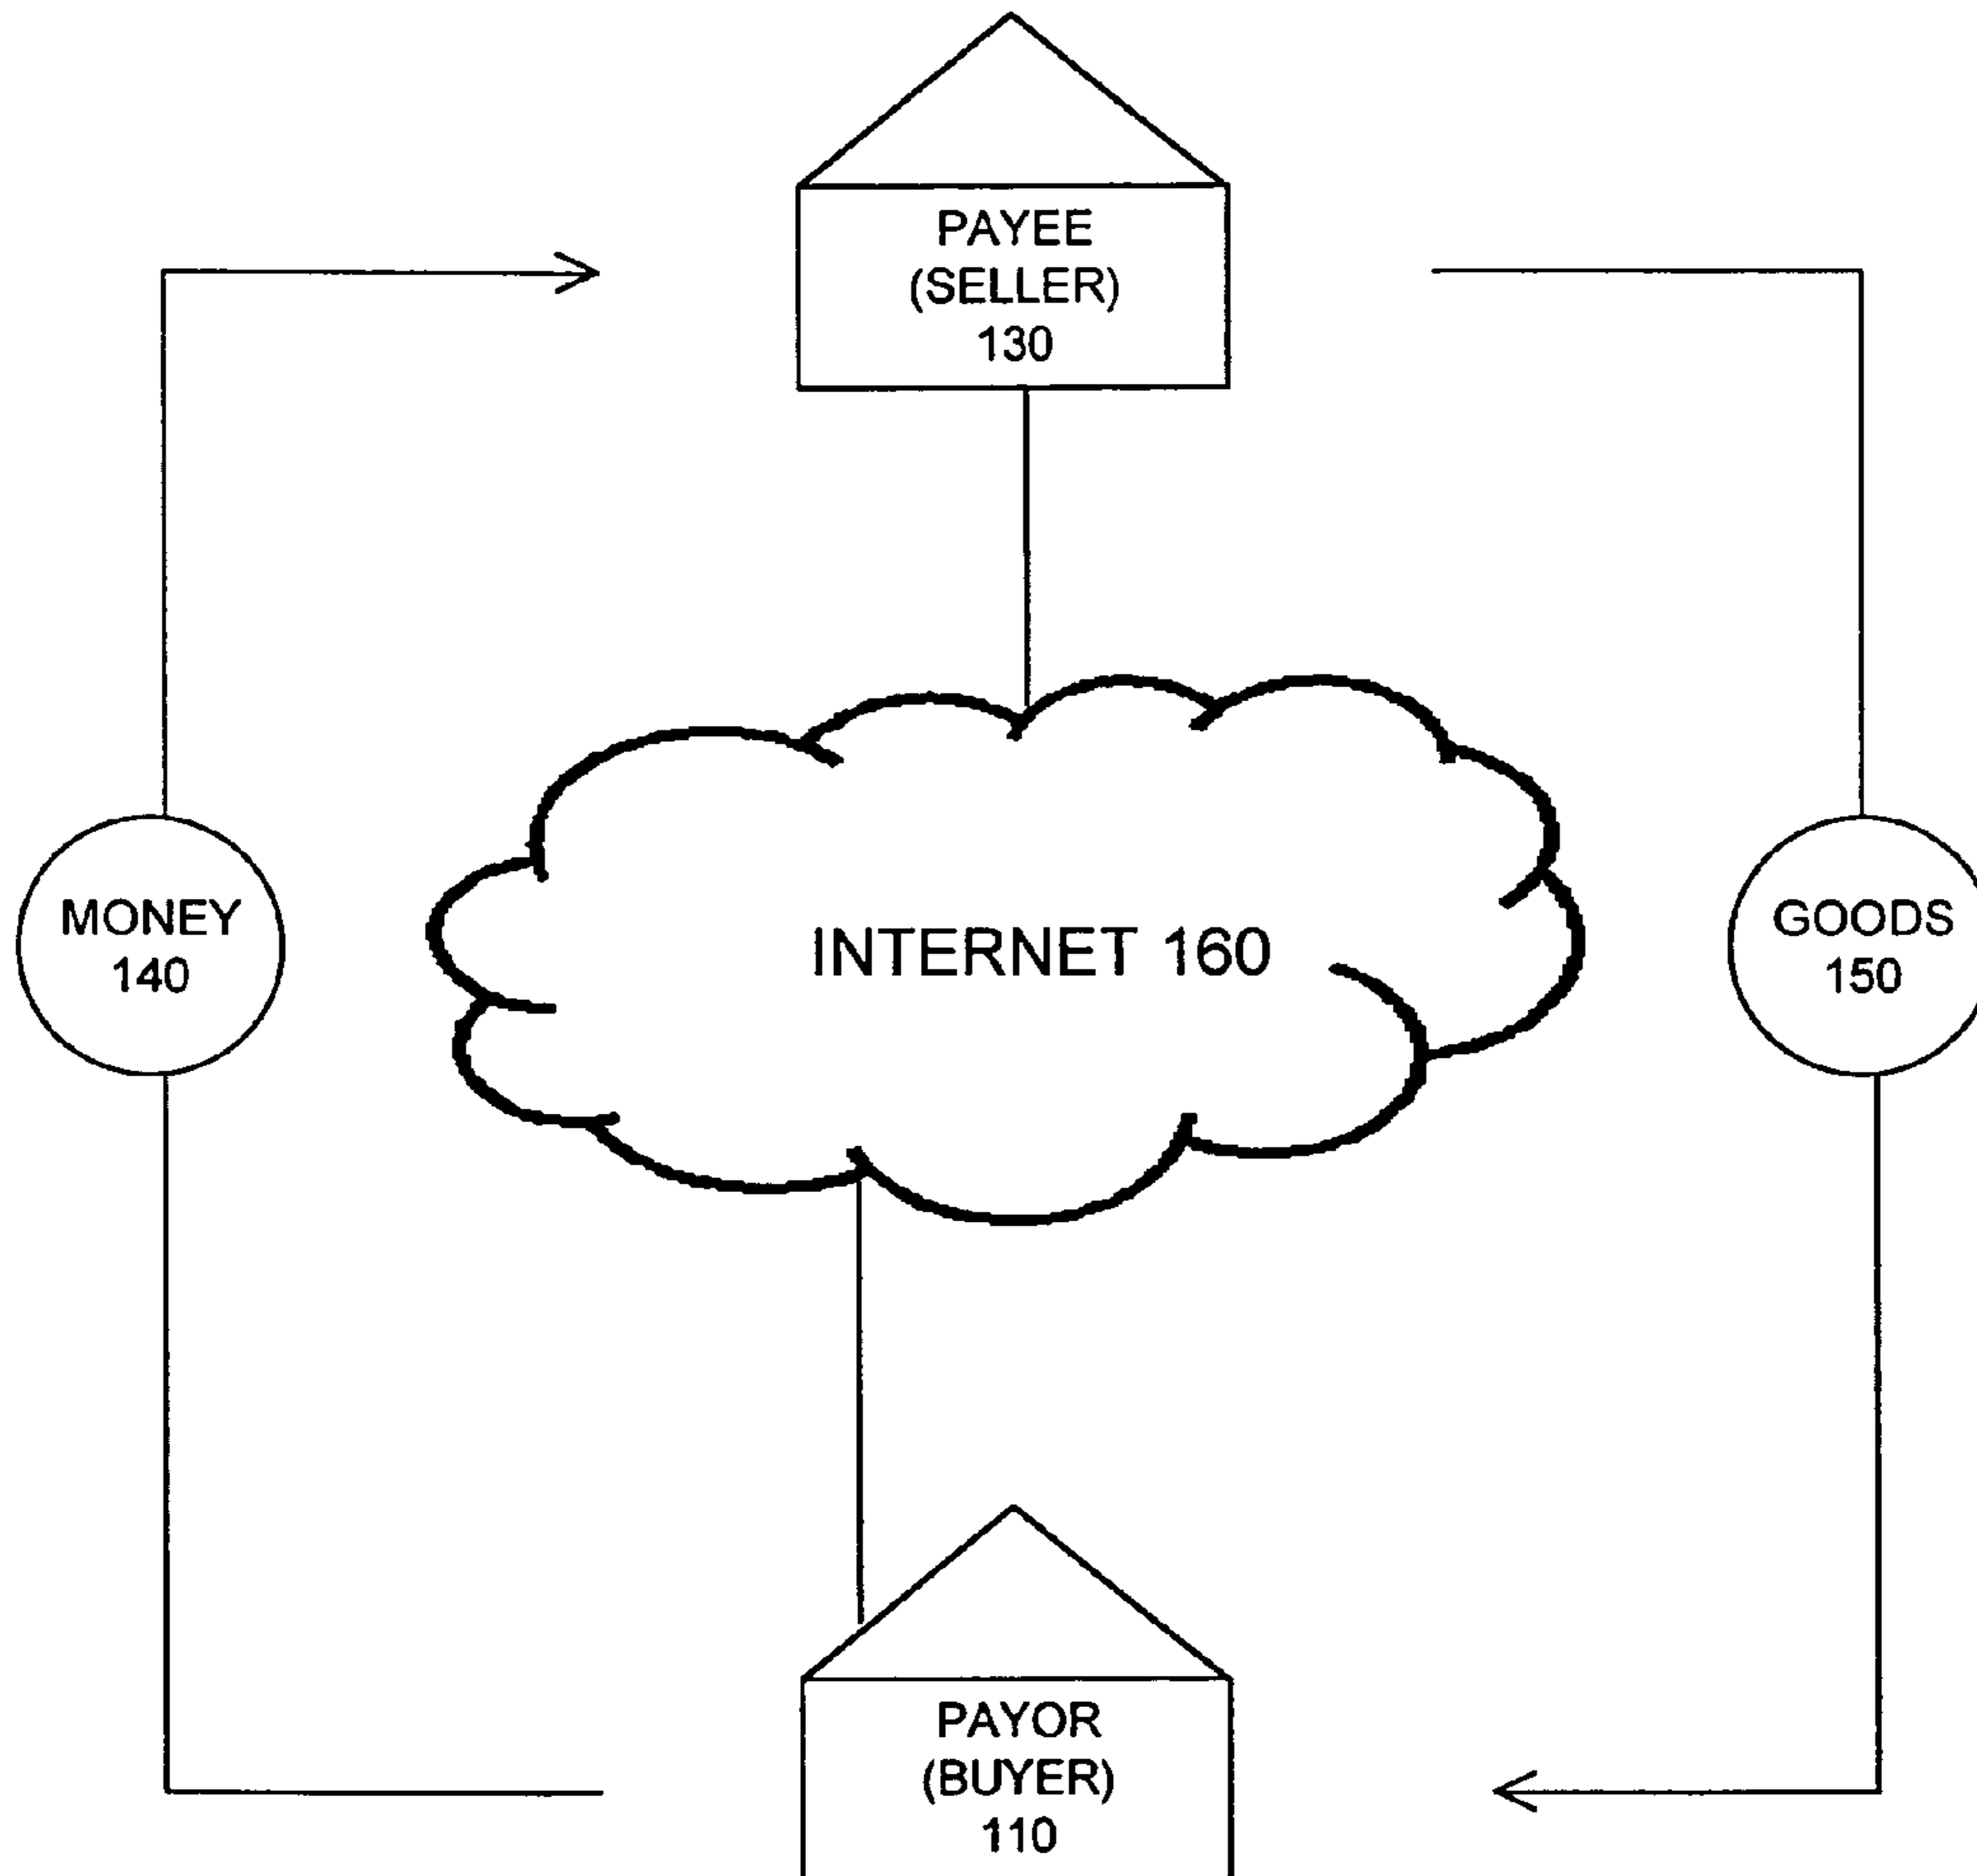 PAYEE
(SELLER)
130
MONEY
140
INTERNET 160
GOODS
150
PAYOR
(BUYER)
110